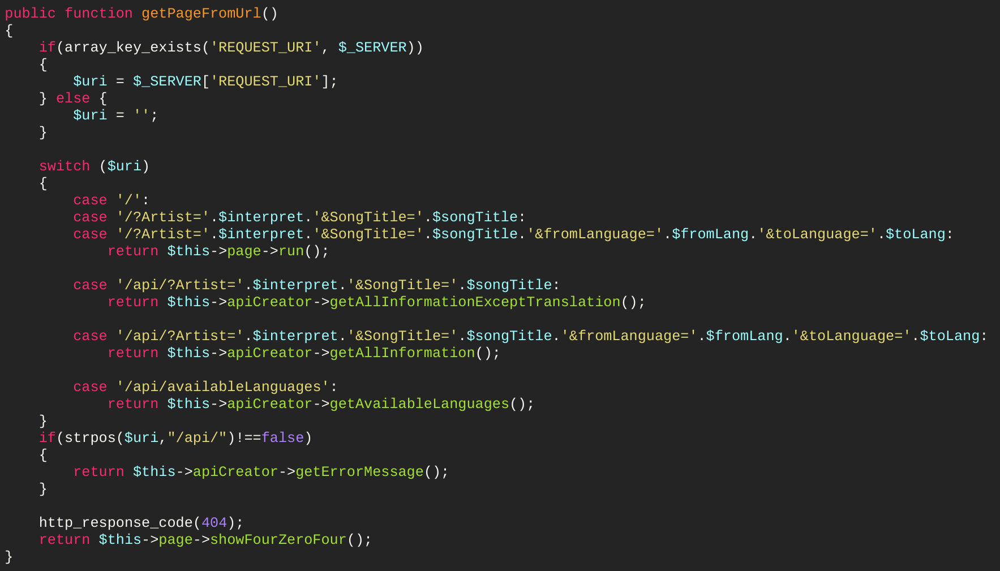 public function getPageFromUrl()
{
    if(array_key_exists('REQUEST_URI', $_SERVER))
    {
        $uri = $_SERVER['REQUEST_URI'];
    } else {
        $uri = '';
    }

    switch ($uri)
    {
        case '/':
        case '/?Artist='.$interpret.'&SongTitle='.$songTitle:
        case '/?Artist='.$interpret.'&SongTitle='.$songTitle.'&fromLanguage='.$fromLang.'&toLanguage='.$toLang:
            return $this->page->run();

        case '/api/?Artist='.$interpret.'&SongTitle='.$songTitle:
            return $this->apiCreator->getAllInformationExceptTranslation();

        case '/api/?Artist='.$interpret.'&SongTitle='.$songTitle.'&fromLanguage='.$fromLang.'&toLanguage='.$toLang:
            return $this->apiCreator->getAllInformation();

        case '/api/availableLanguages':
            return $this->apiCreator->getAvailableLanguages();
    }
    if(strpos($uri,"/api/")!==false)
    {
        return $this->apiCreator->getErrorMessage();
    }

    http_response_code(404);
    return $this->page->showFourZeroFour();
}